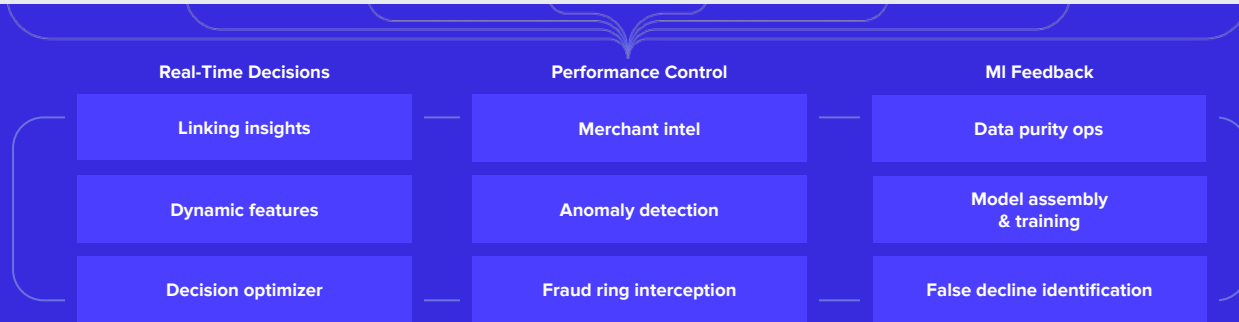 Real-Time Decisions
Performance Control
Ml Feedback
Linking insights
Merchant intel
Data purity ops
Dynamic features
Anomaly detection
Model assembly
& training
Decision optimizer
Fraud ring interception
False decline identification